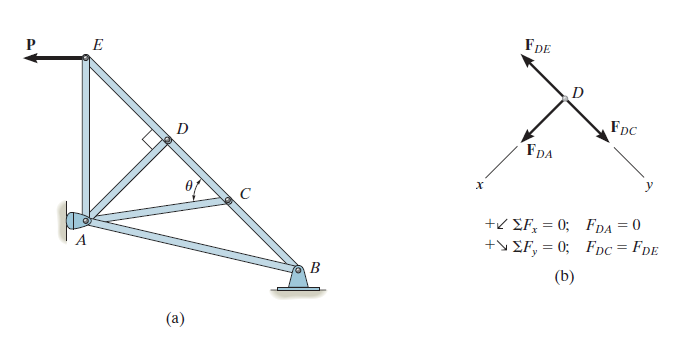 P
E
D
θ
C
A
B
(a)
F_DE
D
F_DC
F_DA
x
y
+↙ ΣF_x = 0; F_DA = 0
+↘ ΣF_y = 0; F_DC = F_DE
(b)